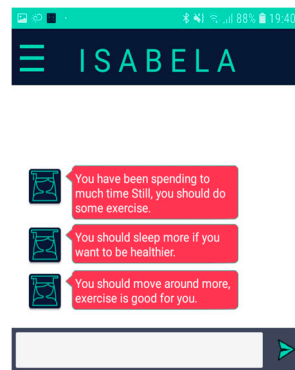 88% 19:40
ISABELA
You have been spending to
much time Still, you should do
some exercise.
You should sleep more if you
want to be healthier.
You should move around more,
exercise is good for you.